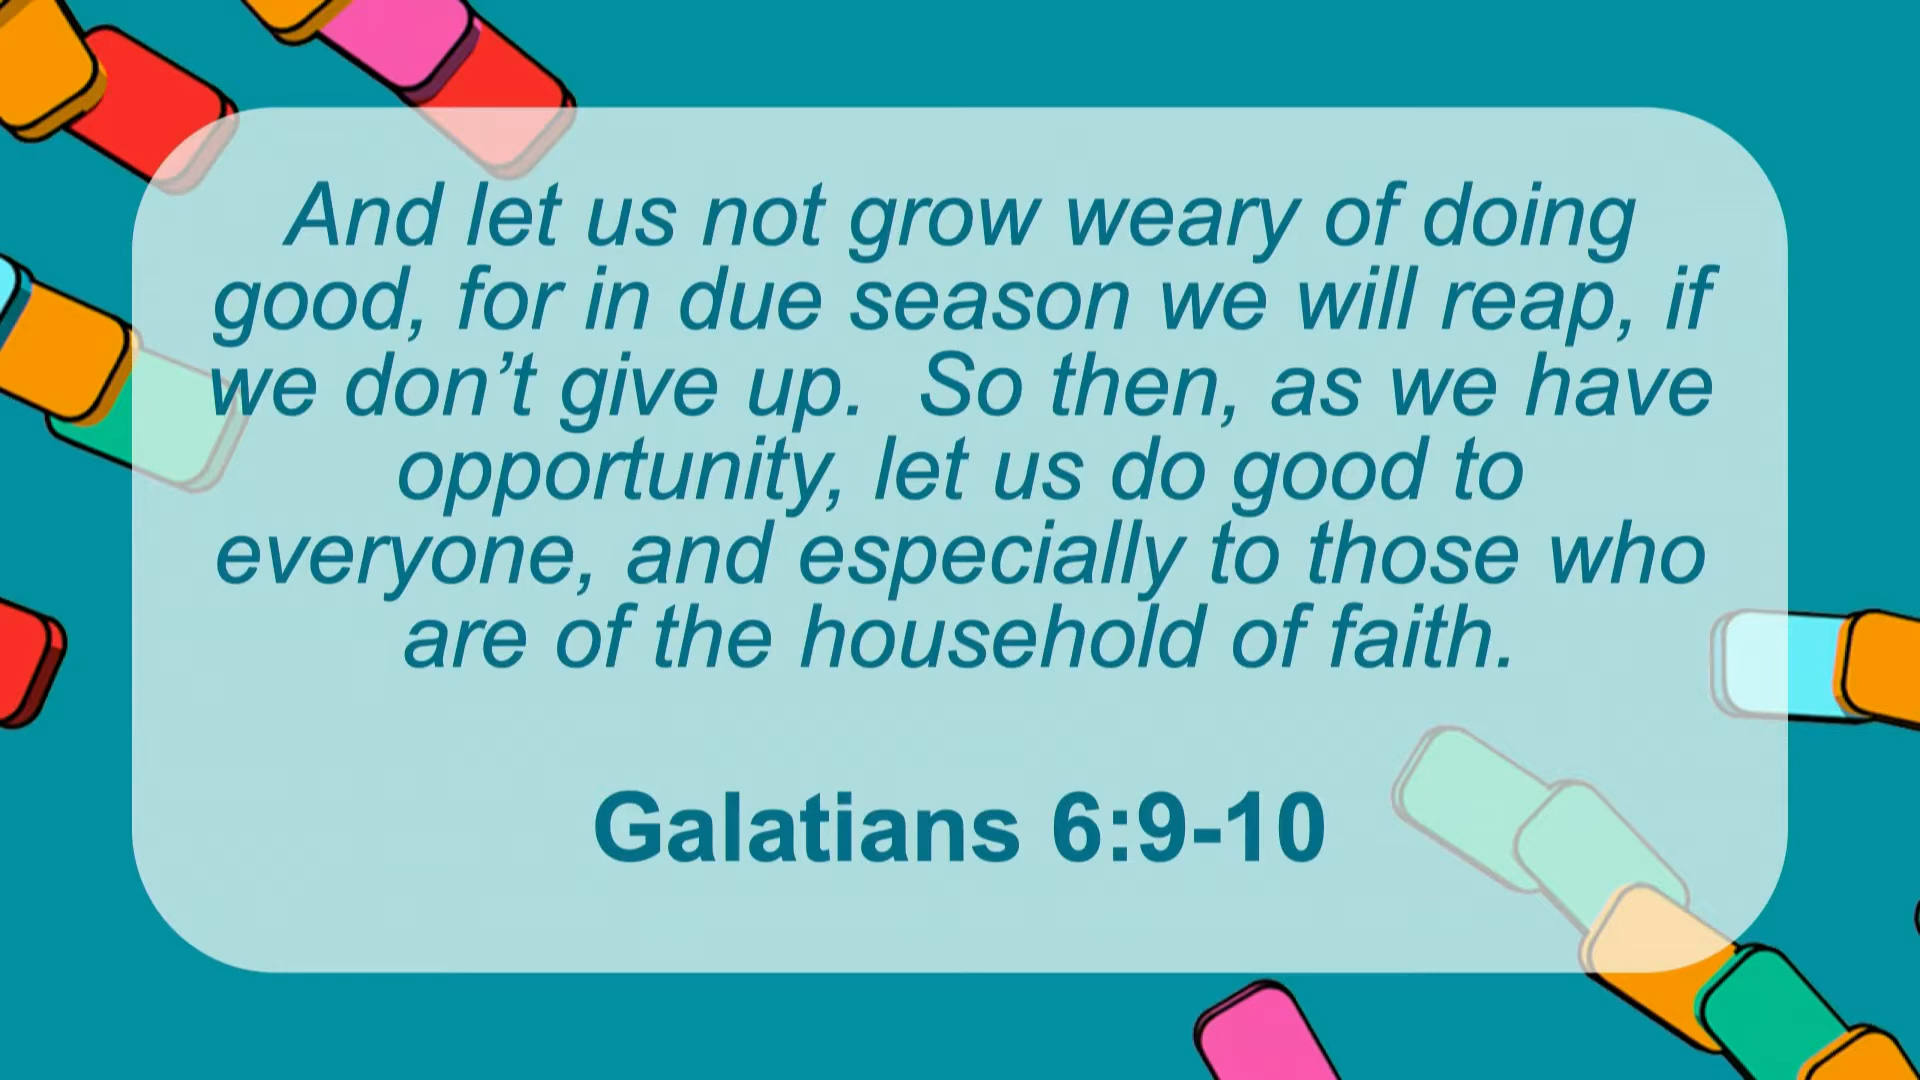 And let us not grow weary of doing
good, for in due season we will reap, if
we don’t give up.  So then, as we have
opportunity, let us do good to
everyone, and especially to those who
are of the household of faith.
Galatians 6:9-10